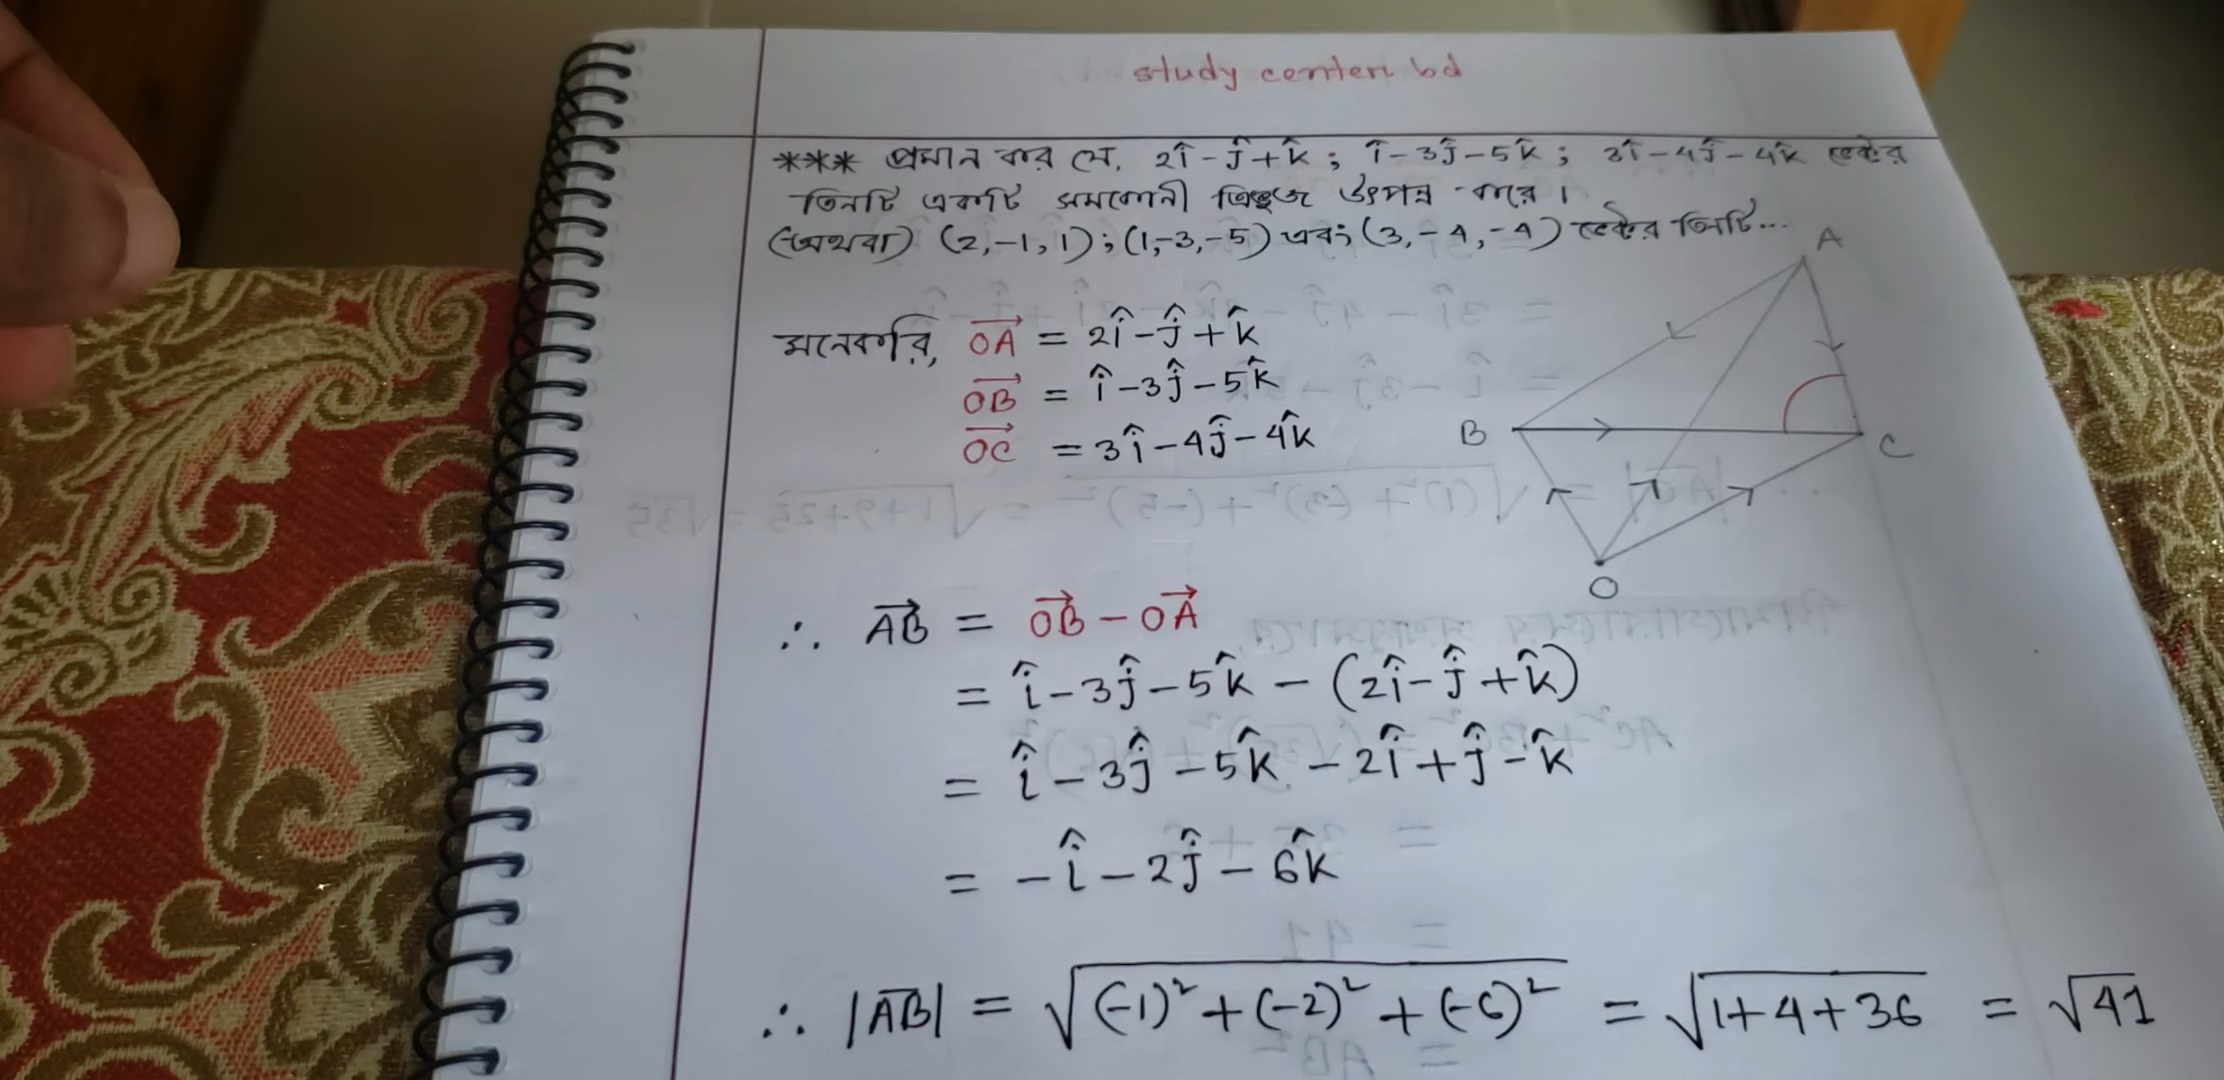 study center bd
*** প্রমান কর যে, 2î - ĵ + k̂ ; î - 3ĵ - 5k̂ ; 3î - 4ĵ - 4k̂ ভেক্টর
তিনটি একটি সমকোনী ত্রিভুজ উৎপন্ন করে।
(অথবা) (2, -1, 1) ; (1, -3, -5) এবং (3, -4, -4) ভেক্টর তিনটি...
A
মনেকরি, OA→ = 2î - ĵ + k̂
OB→ = î - 3ĵ - 5k̂
OC→ = 3î - 4ĵ - 4k̂
B
C
O
∴ AB→ = OB→ - OA→
= î - 3ĵ - 5k̂ - (2î - ĵ + k̂)
= î - 3ĵ - 5k̂ - 2î + ĵ - k̂
= - î - 2ĵ - 6k̂
∴ |AB→| = √((-1)² + (-2)² + (-6)²) = √(1+4+36) = √41